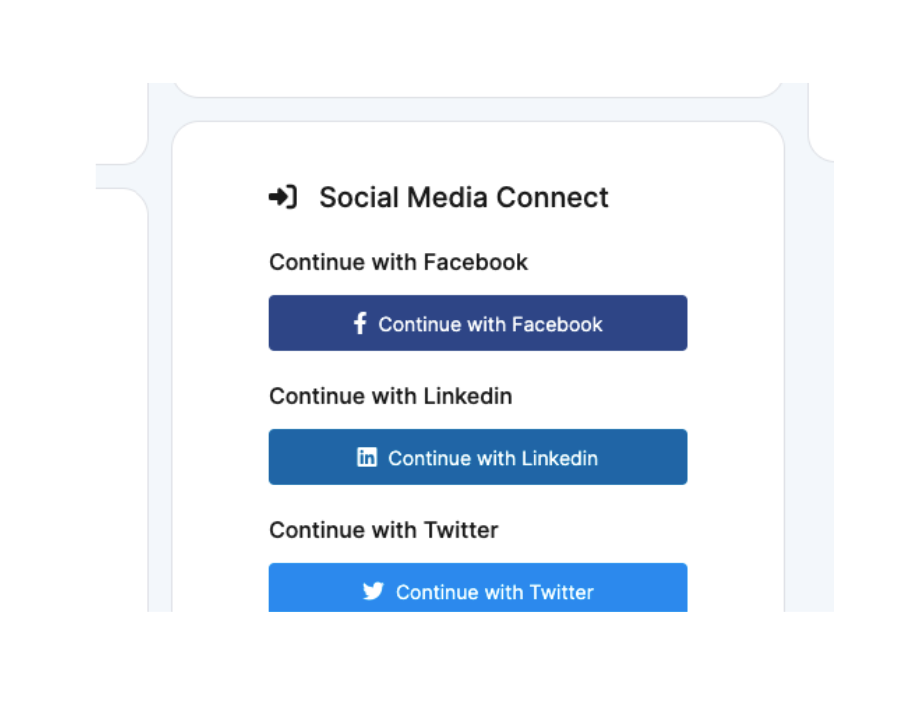 Social Media Connect
Continue with Facebook
Continue with Facebook
Continue with Linkedin
in Continue with Linkedin
Continue with Twitter
Continue with Twitter